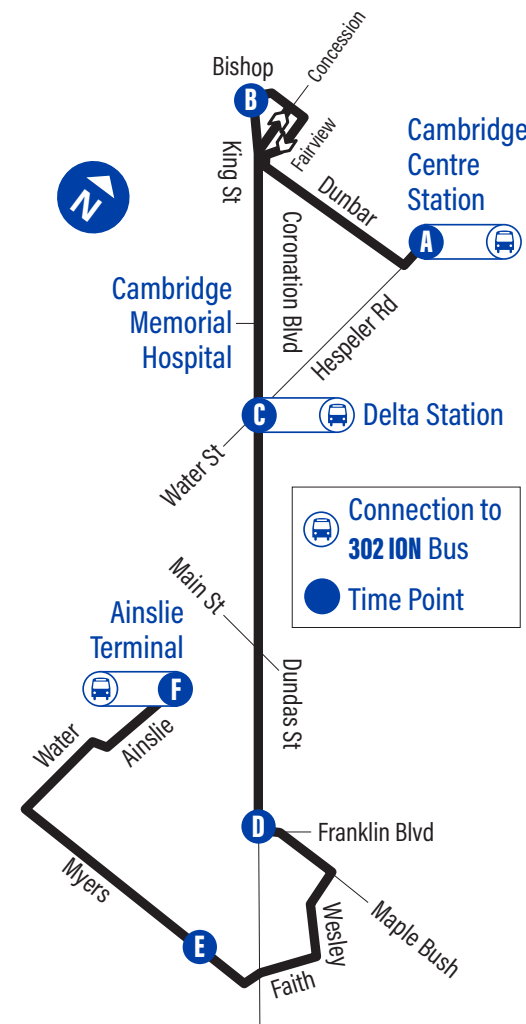 Bishop
Concession
B
Fairview
King St
Dunbar
Cambridge
Centre
Station
A
N
Coronation Blvd
Hespeler Rd
Cambridge
Memorial
Hospital
C
Delta Station
Water St
Connection to
302 ION Bus
Time Point
Main St
Ainslie
Terminal
F
Dundas St
Water
Ainslie
D
Franklin Blvd
Myers
Maple Bush
Wesley
E
Faith